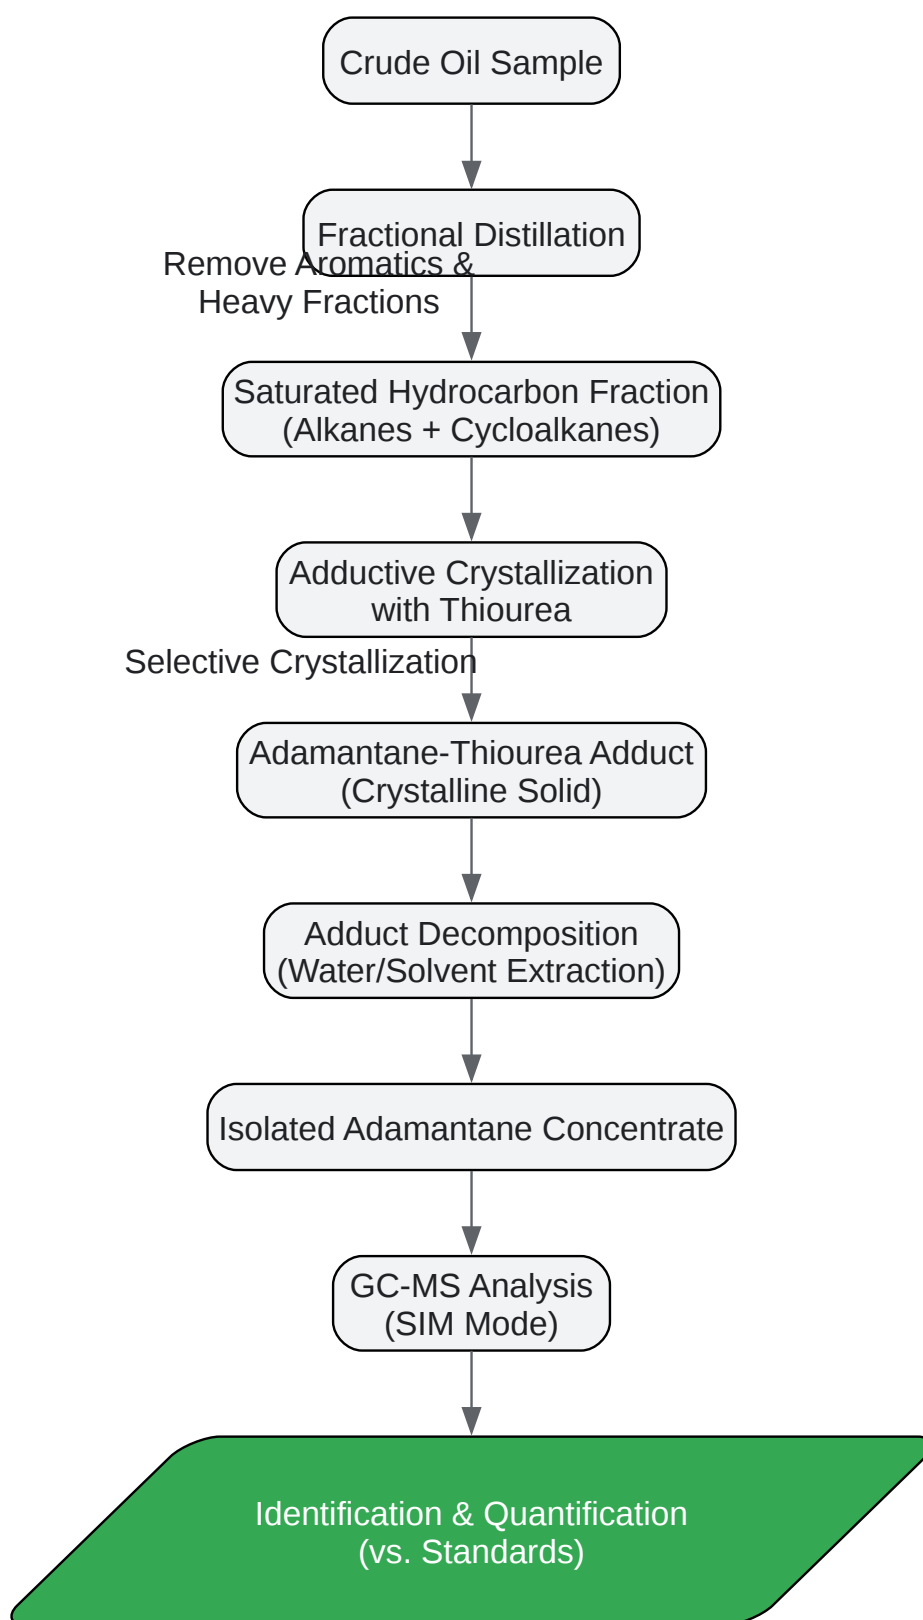 Crude Oil Sample
Fractional Distillation
Remove Aromatics &
Heavy Fractions
Saturated Hydrocarbon Fraction
(Alkanes + Cycloalkanes)
Adductive Crystallization
with Thiourea
Selective Crystallization
Adamantane-Thiourea Adduct
(Crystalline Solid)
Adduct Decomposition
(Water/Solvent Extraction)
Isolated Adamantane Concentrate
GC-MS Analysis
(SIM Mode)
Identification & Quantification
(vs. Standards)